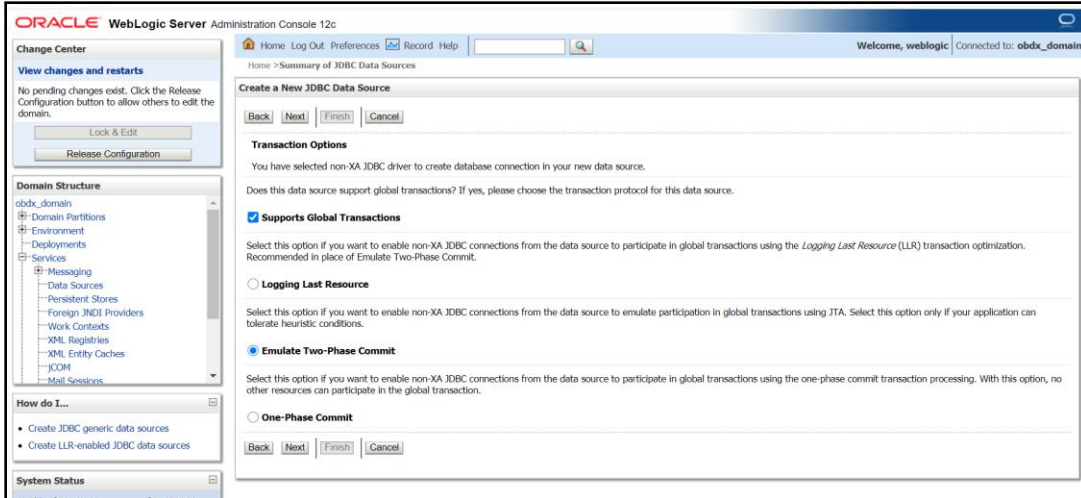 ORACLE WebLogic Server Administration Console 12c
Change Center
View changes and restarts
No pending changes exist. Click the Release
Configuration button to allow others to edit the
domain.
Lock & Edit
Release Configuration
Domain Structure
obdx_domain
Domain Partitions
Environment
Deployments
Services
Messaging
Data Sources
Persistent Stores
Foreign JNDI Providers
Work Contexts
XML Registries
XML Entity Caches
jCOM
Mail Sessions
How do I...
Create JDBC generic data sources
Create LLR-enabled JDBC data sources
System Status
Home Log Out Preferences Record Help
Welcome, weblogic Connected to: obdx_domain
Home >Summary of JDBC Data Sources
Create a New JDBC Data Source
Back Next Finish Cancel
Transaction Options
You have selected non-XA JDBC driver to create database connection in your new data source.
Does this data source support global transactions? If yes, please choose the transaction protocol for this data source.
Supports Global Transactions
Select this option if you want to enable non-XA JDBC connections from the data source to participate in global transactions using the Logging Last Resource (LLR) transaction optimization.
Recommended in place of Emulate Two-Phase Commit.
Logging Last Resource
Select this option if you want to enable non-XA JDBC connections from the data source to emulate participation in global transactions using JTA. Select this option only if your application can
tolerate heuristic conditions.
Emulate Two-Phase Commit
Select this option if you want to enable non-XA JDBC connections from the data source to participate in global transactions using the one-phase commit transaction processing. With this option, no
other resources can participate in the global transaction.
One-Phase Commit
Back Next Finish Cancel